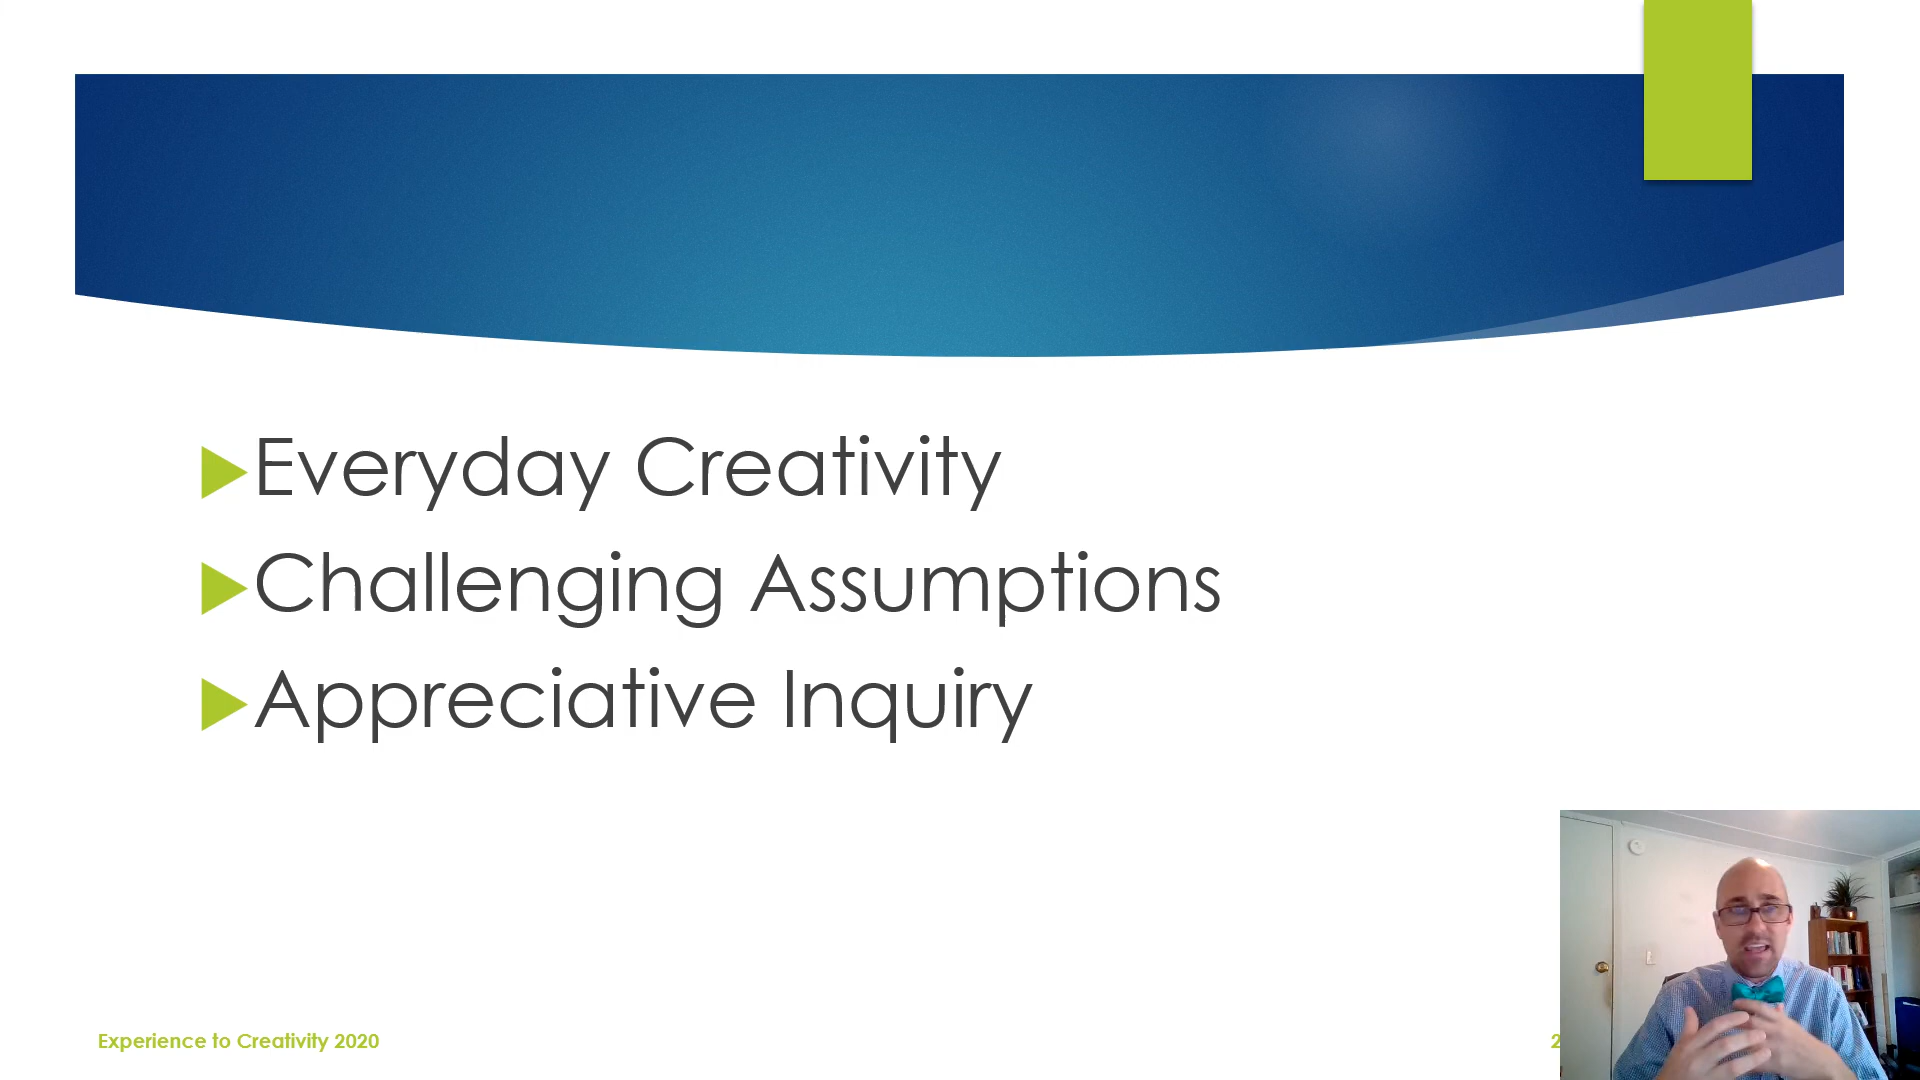 Everyday Creativity
Challenging Assumptions
Appreciative Inquiry
Experience to Creativity 2020